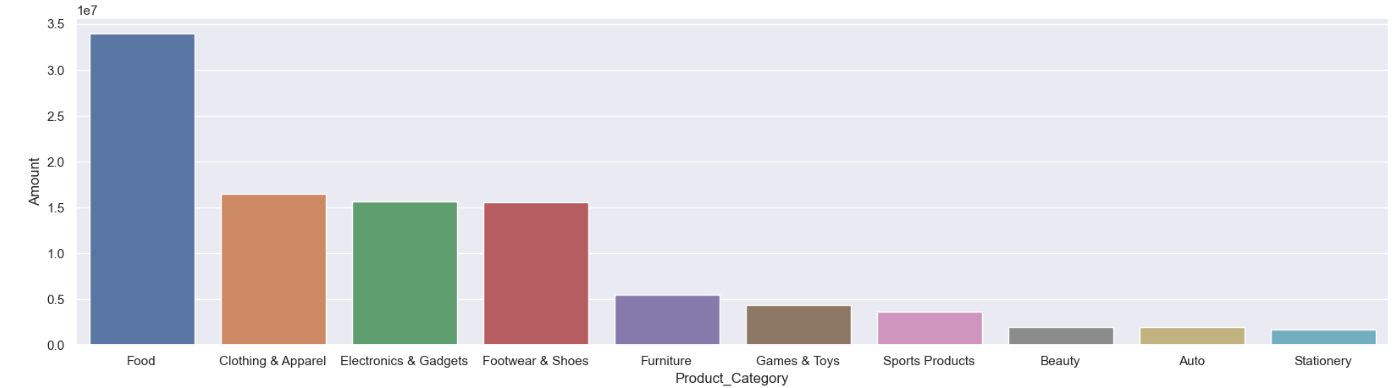 1e7
3.5
3.0
2.5
2.0
1.5
1.0
0.5
0.0
Amount
Food Clothing & Apparel Electronics & Gadgets Footwear & Shoes Furniture Games & Toys Sports Products Beauty Auto Stationery
Product_Category